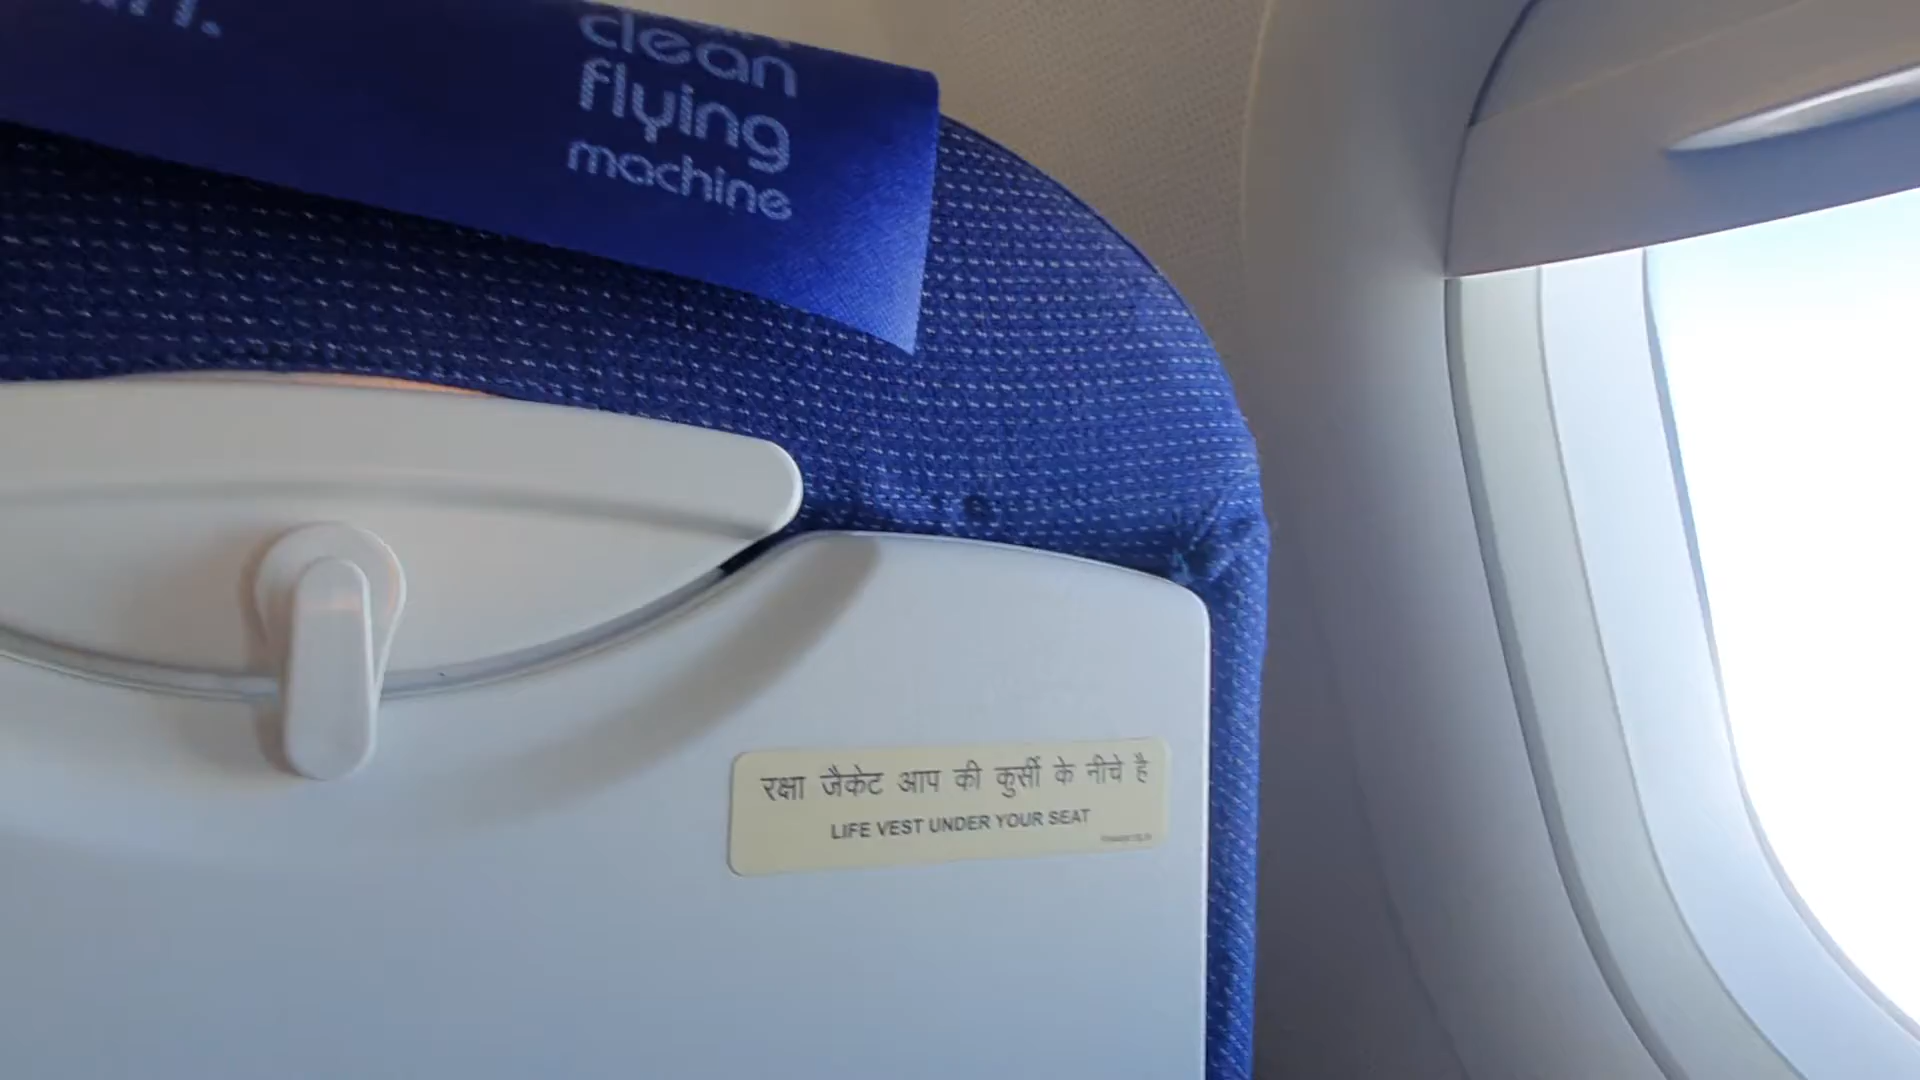 clean
flying
machine
रक्षा जैकेट आप की कुर्सी के नीचे है
LIFE VEST UNDER YOUR SEAT